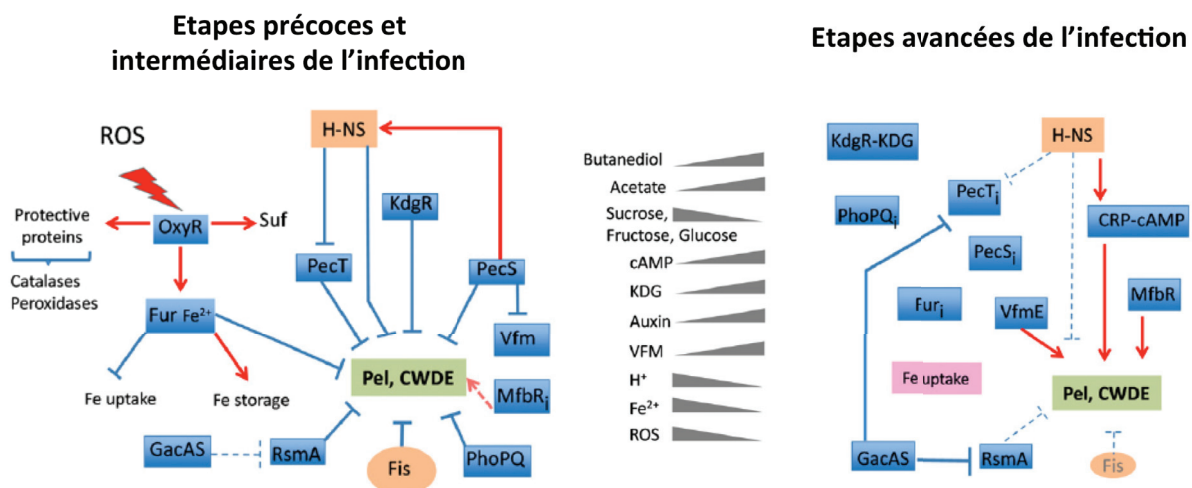 Etapes précoces et
intermédiaires de l’infection
ROS
H-NS
Protective
proteins
OxyR
Suf
KdgR
Catalases
Peroxidases
PecT
PecS
Fur Fe²⁺
Vfm
Fe uptake
Fe storage
Pel, CWDE
MfbRi
GacAS
RsmA
Fis
PhoPQ
Butanediol
Acetate
Sucrose,
Fructose, Glucose
cAMP
KDG
Auxin
VFM
H⁺
Fe²⁺
ROS
Etapes avancées de l’infection
KdgR-KDG
H-NS
PecTi
PhoPQi
CRP-cAMP
PecSi
Furi
VfmE
MfbR
Fe uptake
Pel, CWDE
GacAS
RsmA
Fis